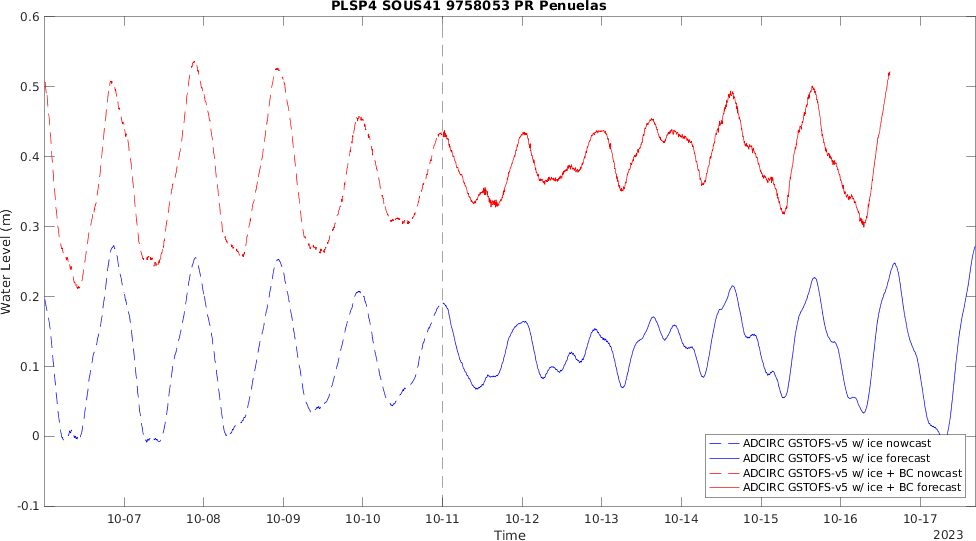 PLSP4 SOUS41 9758053 PR Penuelas
0.6
0.5
0.4
0.3
0.2
0.1
0
-0.1
Water Level (m)
ADCIRC GSTOFS-v5 w/ ice nowcast
ADCIRC GSTOFS-v5 w/ ice forecast
ADCIRC GSTOFS-v5 w/ ice + BC nowcast
ADCIRC GSTOFS-v5 w/ ice + BC forecast
10-07 10-08 10-09 10-10 10-11 10-12 10-13 10-14 10-15 10-16 10-17
Time
2023